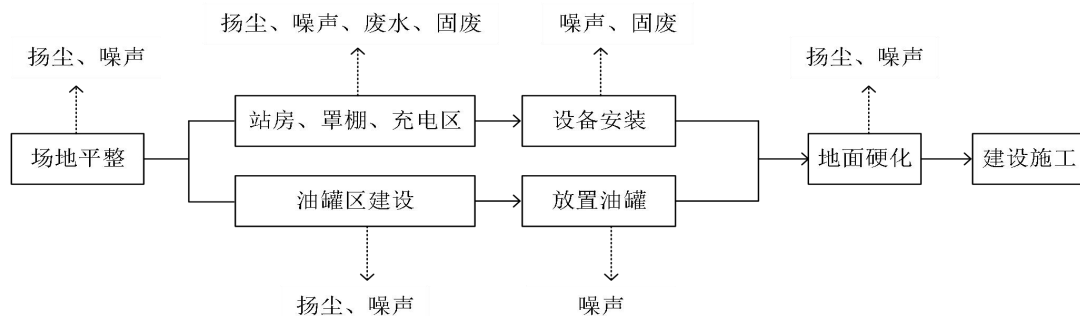 扬尘、噪声、废水、固废
噪声、固废
扬尘、噪声
扬尘、噪声
站房、罩棚、充电区
设备安装
场地平整
地面硬化
建设施工
油罐区建设
放置油罐
扬尘、噪声
噪声